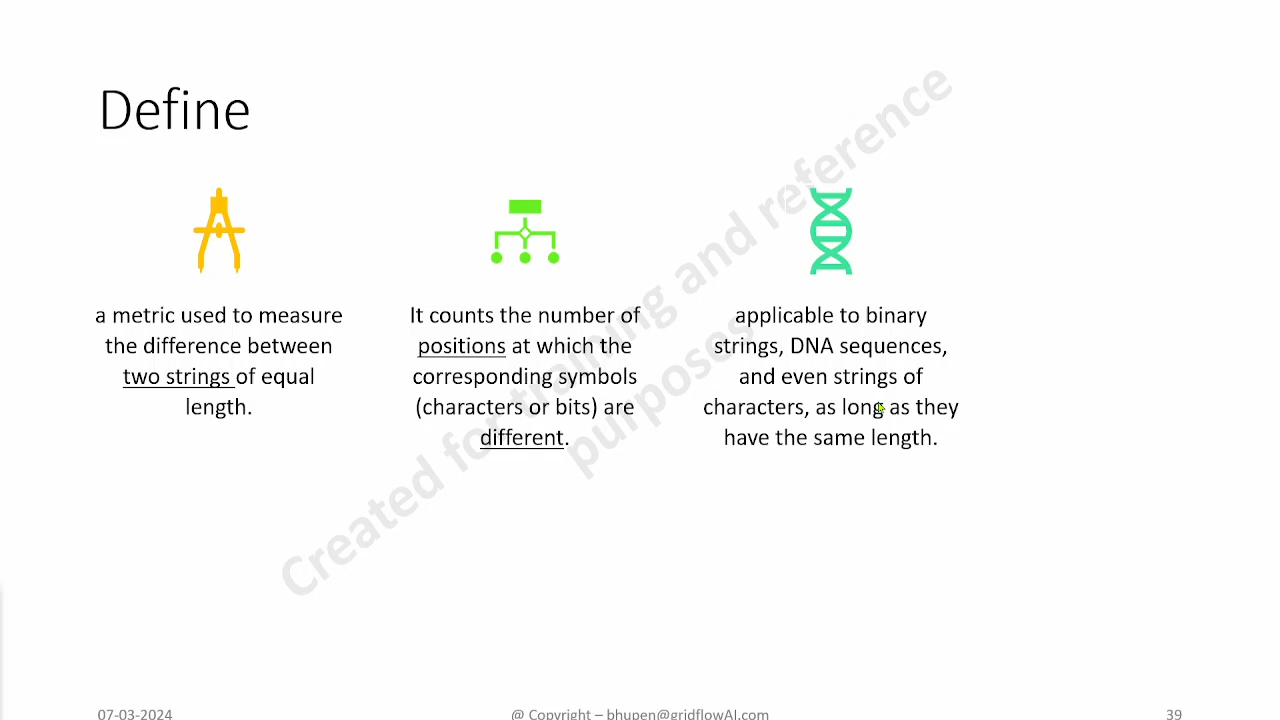 Define
a metric used to measure
the difference between
two strings of equal
length.
It counts the number of
positions at which the
corresponding symbols
(characters or bits) are
different.
applicable to binary
strings, DNA sequences,
and even strings of
characters, as long as they
have the same length.
Created for training and reference
purposes
07-03-2024
@ Copyright – bhupen@gridflowAI.com
39